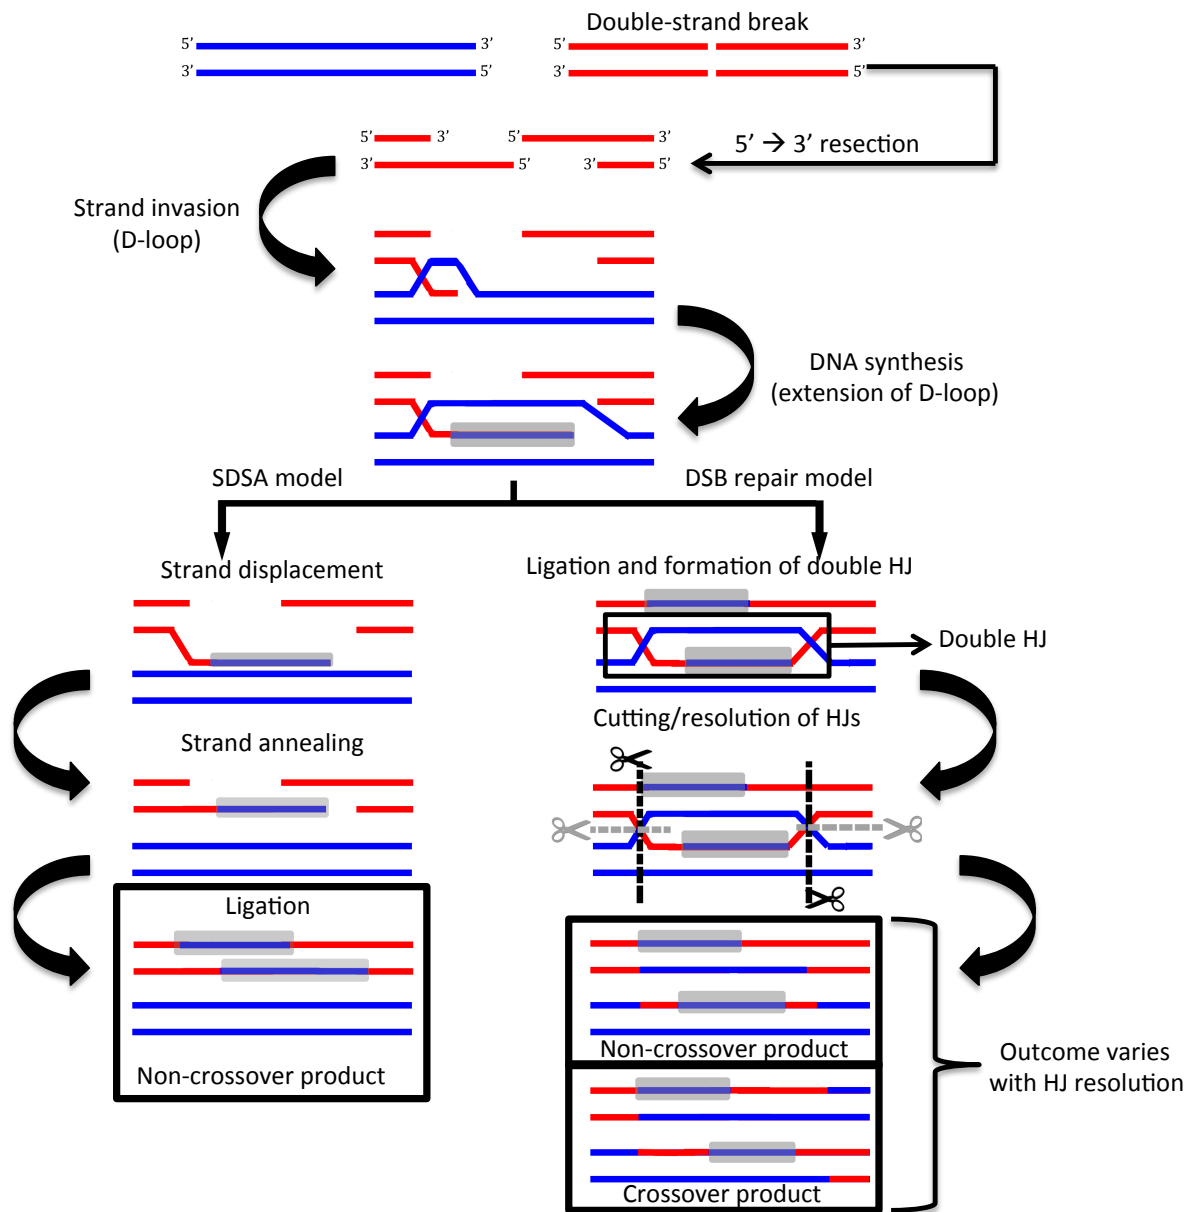 Double-strand break
5’ 3’ 5’ 3’
3’ 5’ 3’ 5’
5’ 3’ 5’ 3’
5’ → 3’ resection
3’ 5’ 3’ 5’
Strand invasion
(D-loop)
DNA synthesis
(extension of D-loop)
SDSA model
DSB repair model
Strand displacement
Ligation and formation of double HJ
Double HJ
Cutting/resolution of HJs
Strand annealing
Ligation
Non-crossover product
Non-crossover product
Outcome varies
with HJ resolution
Crossover product